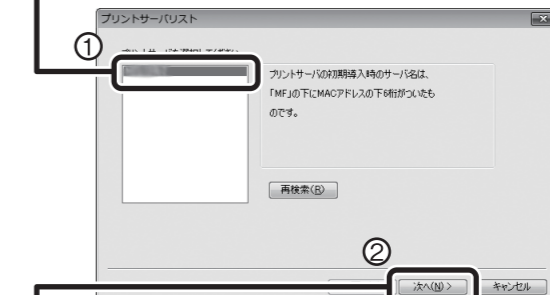 プリントサーバリスト
①
プリントサーバの初期導入時のサーバ名は、
「MF」の下にMACアドレスの下6桁がついたも
のです。
再検索(R)
②
次へ(N) >
キャンセル